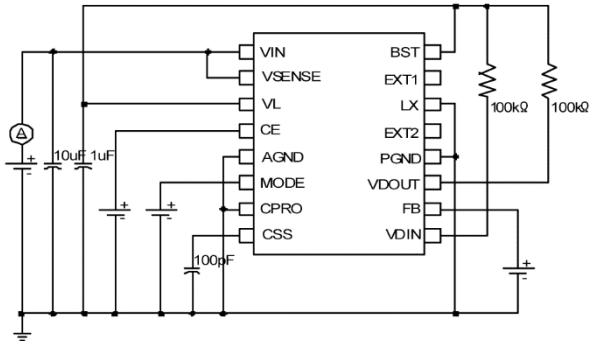 VIN BST
VSENSE EXT1
VL LX
100kΩ 100kΩ
CE EXT2
A
10uF 1uF AGND PGND
MODE VDOUT
CPRO FB
CSS VDIN
100pF
+ - + - + - + -